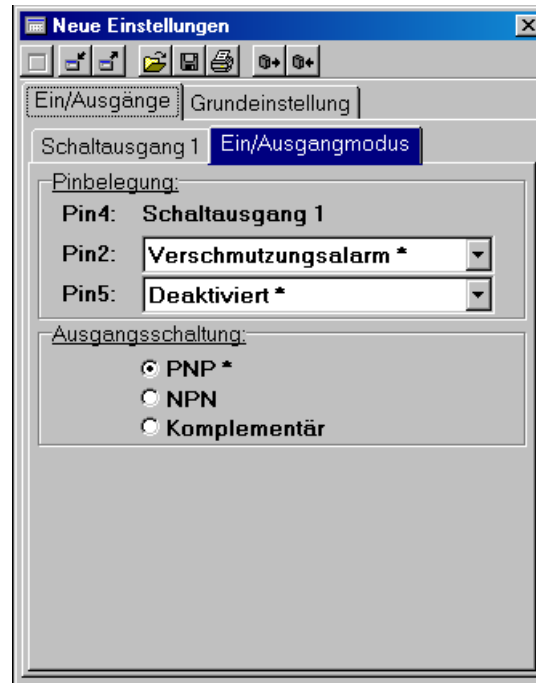 Neue Einstellungen
Ein/Ausgänge Grundeinstellung
Schaltausgang 1 Ein/Ausgangmodus
Pinbelegung:
Pin4: Schaltausgang 1
Pin2: Verschmutzungsalarm *
Pin5: Deaktiviert *
Ausgangsschaltung:
PNP *
NPN
Komplementär